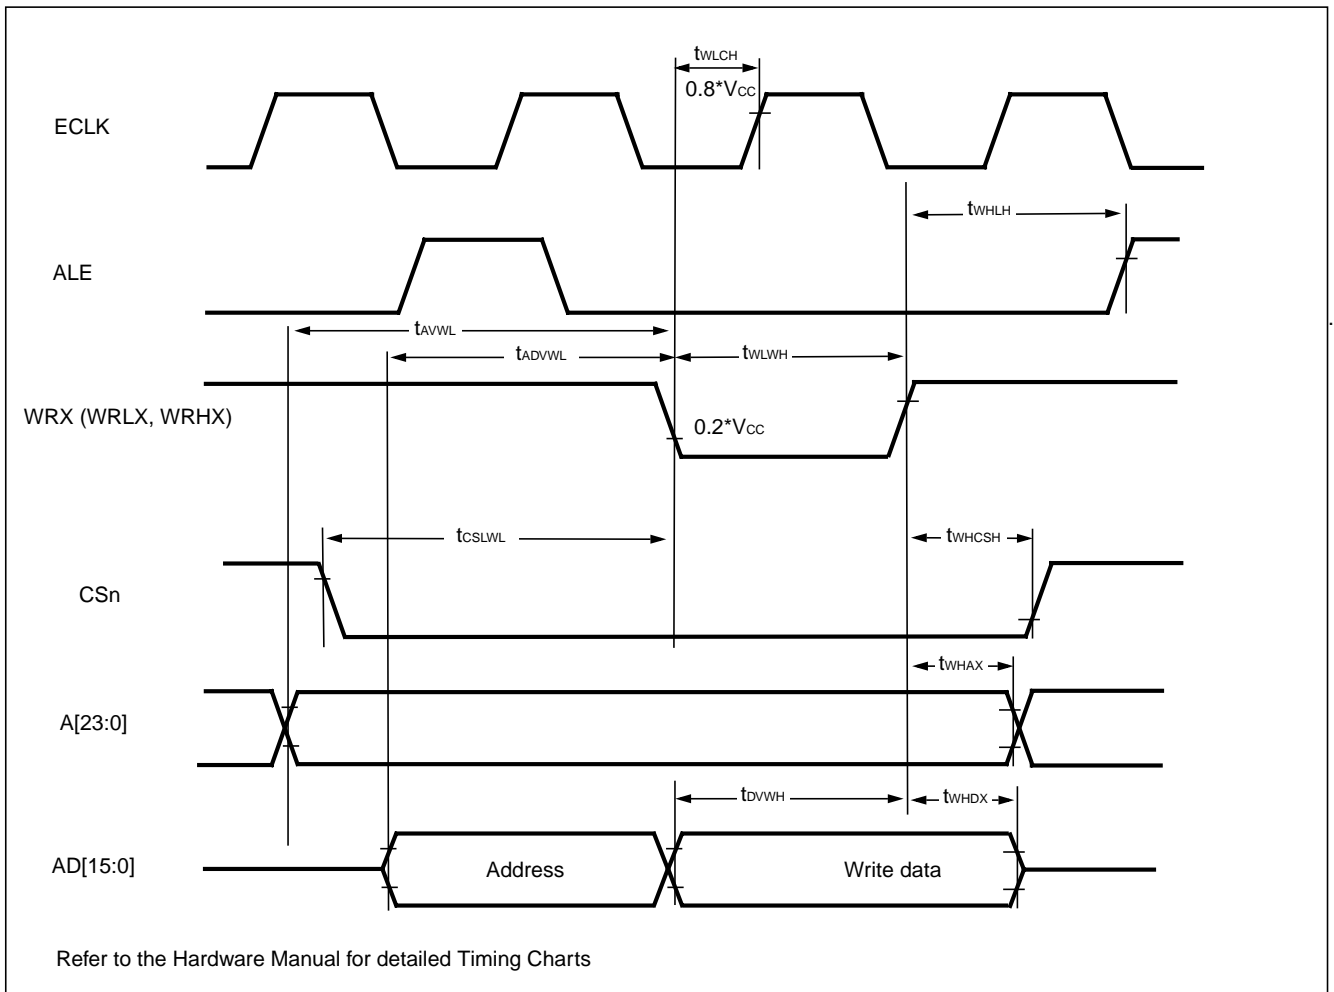 tWLCH
0.8*VCC
ECLK
tWHLH
ALE
tAVWL
tADVWL
tWLWH
WRX (WRLX, WRHX)
0.2*VCC
tCSLWL
tWHCSH
CSn
tWHAX
A[23:0]
tDVWH
tWHDX
AD[15:0]
Address
Write data
Refer to the Hardware Manual for detailed Timing Charts